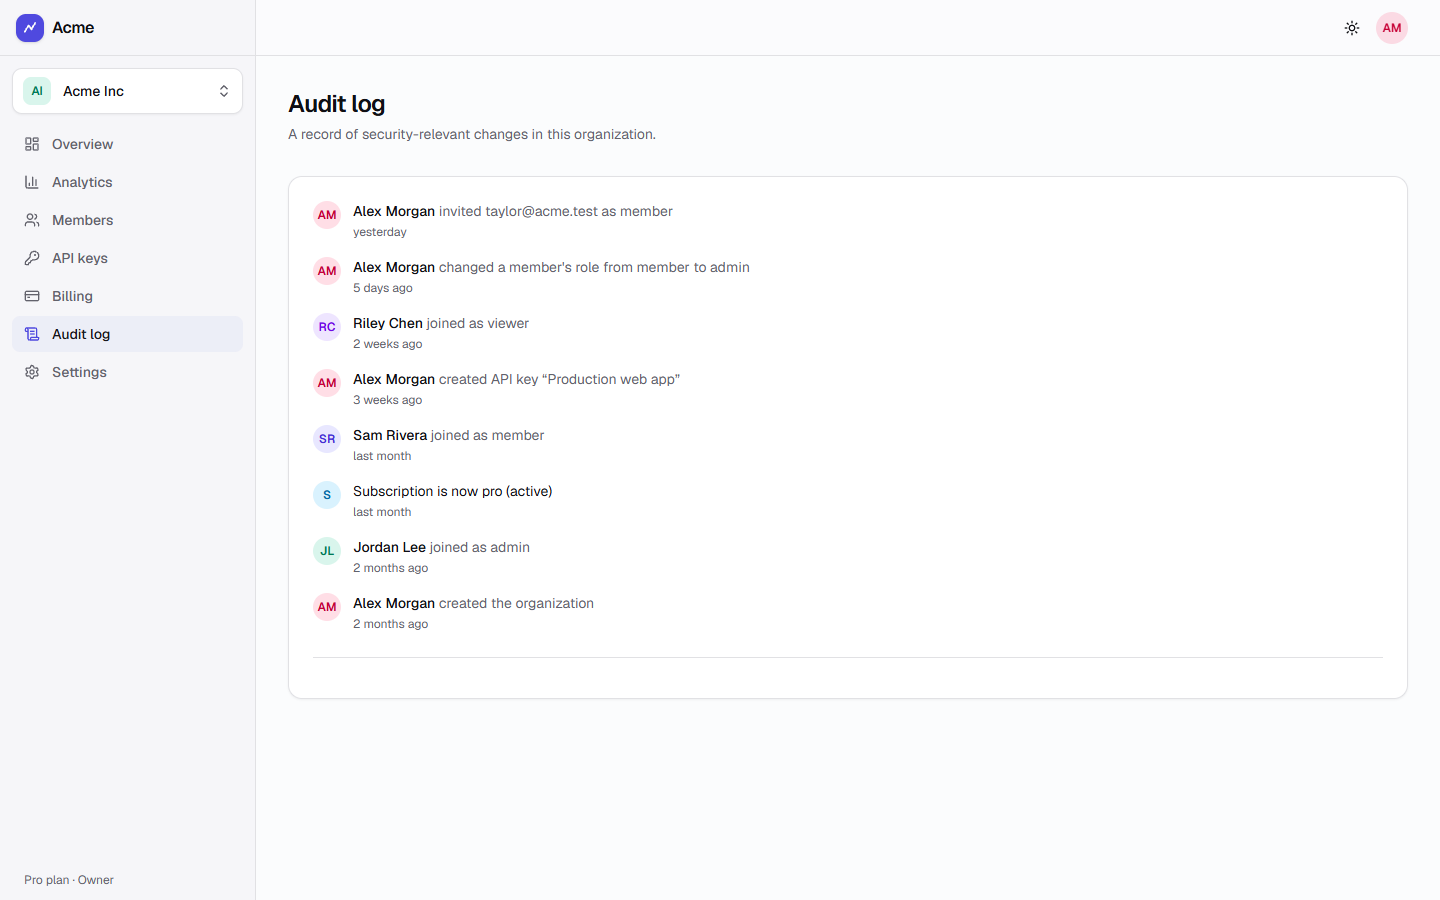 Acme
AM
AI
Acme Inc
Overview
Analytics
Members
API keys
Billing
Audit log
Settings
Pro plan · Owner
Audit log
A record of security-relevant changes in this organization.
AM
Alex Morgan invited taylor@acme.test as member
yesterday
AM
Alex Morgan changed a member's role from member to admin
5 days ago
RC
Riley Chen joined as viewer
2 weeks ago
AM
Alex Morgan created API key “Production web app”
3 weeks ago
SR
Sam Rivera joined as member
last month
S
Subscription is now pro (active)
last month
JL
Jordan Lee joined as admin
2 months ago
AM
Alex Morgan created the organization
2 months ago